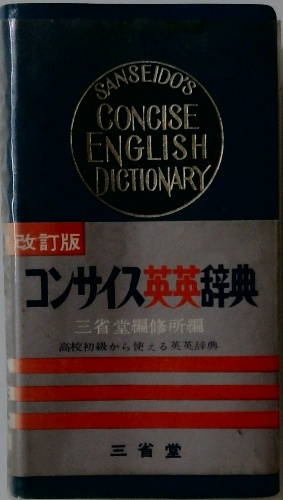 SANSEIDO'S
CONCISE
ENGLISH
DICTIONARY
改訂版
コンサイス英英辞典
三省堂編修所編
高校初級から使える英英辞典
三省堂